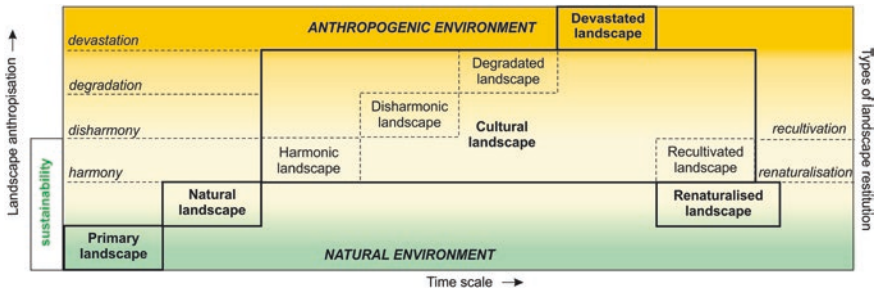 ANTHROPOGENIC ENVIRONMENT
Devastated
landscape
devastation
Degraded
landscape
degradation
Disharmonic
landscape
Cultural
landscape
disharmony
recultivation
Harmonic
landscape
Recultivated
landscape
harmony
renaturalisation
Natural
landscape
Renaturalised
landscape
Primary
landscape
NATURAL ENVIRONMENT
Time scale
Landscape anthropisation
sustainability
Types of landscape restitution